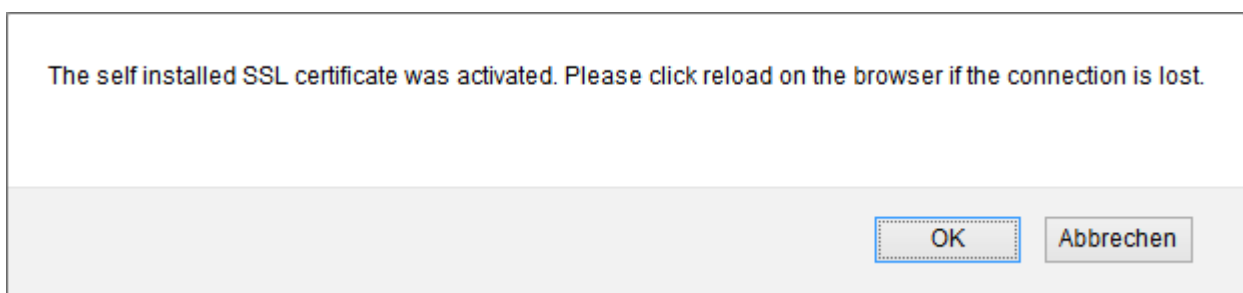 The self installed SSL certificate was activated. Please click reload on the browser if the connection is lost.
OK
Abbrechen